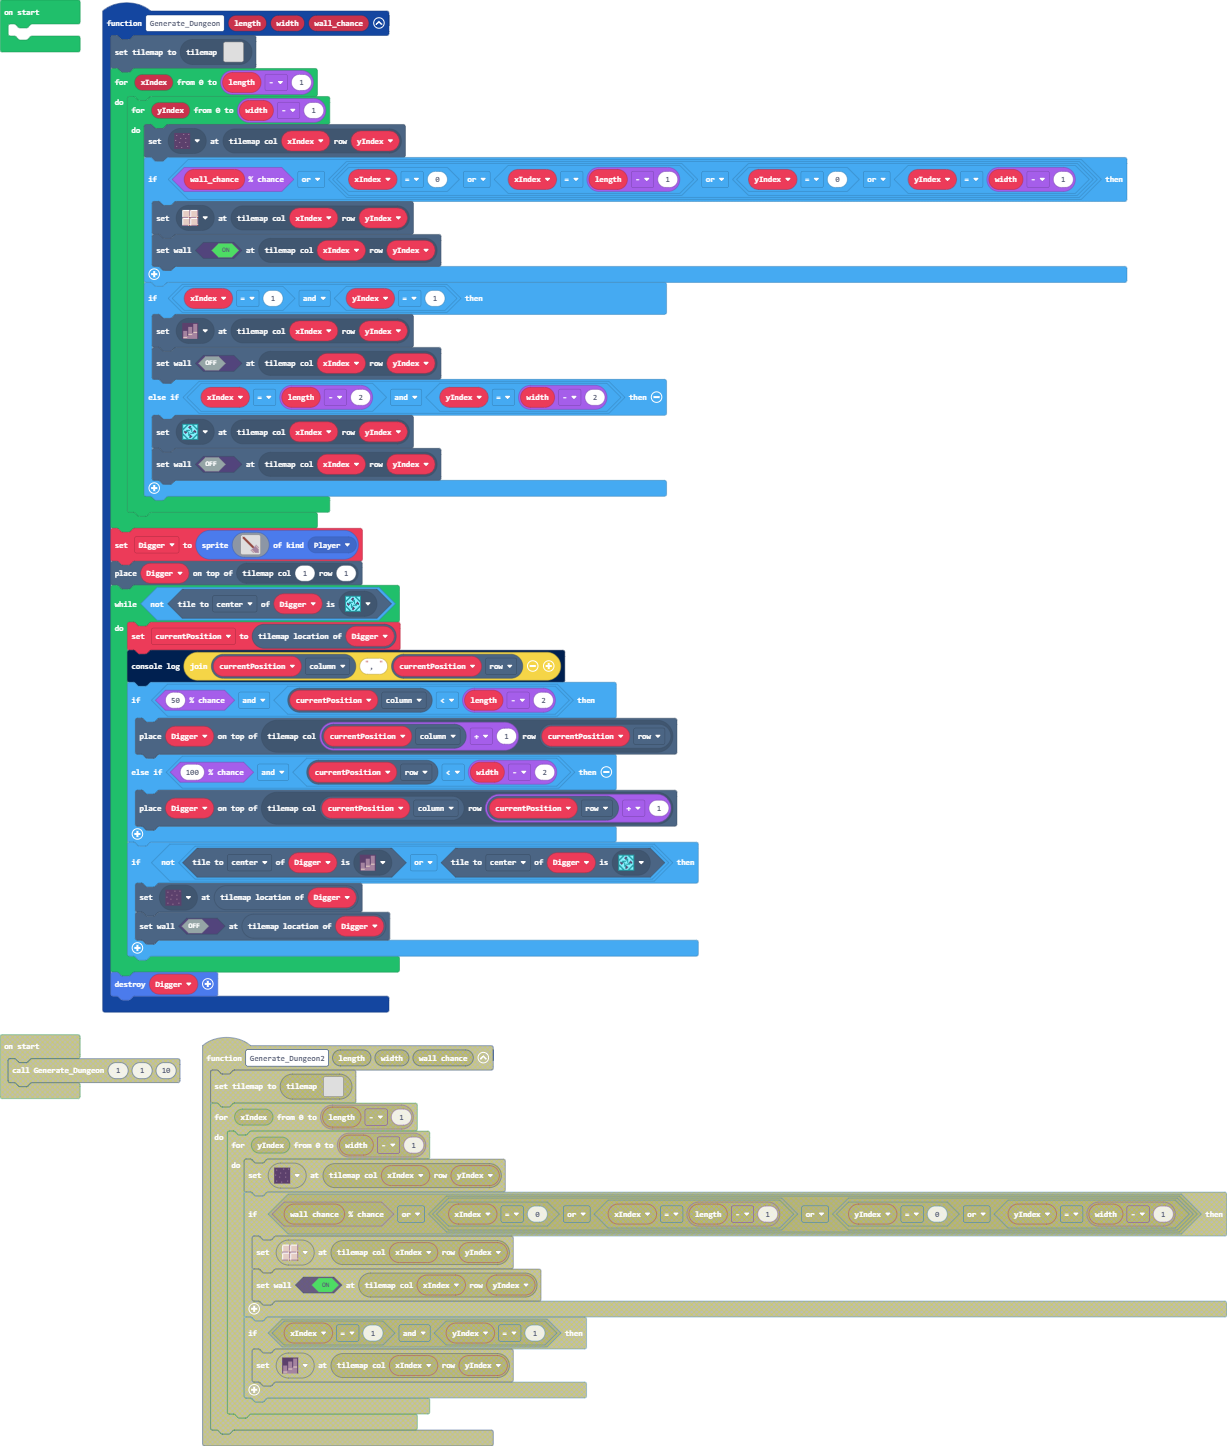 on start
function Generate_Dungeon length width wall_chance
set tilemap to tilemap
for xIndex from 0 to length - 1
do
for yIndex from 0 to width - 1
do
set at tilemap col xIndex row yIndex
if wall_chance % chance or xIndex = 0 or xIndex = length - 1 or yIndex = 0 or yIndex = width - 1 then
set at tilemap col xIndex row yIndex
set wall ON at tilemap col xIndex row yIndex
if xIndex = 1 and yIndex = 1 then
set at tilemap col xIndex row yIndex
set wall OFF at tilemap col xIndex row yIndex
else if xIndex = length - 2 and yIndex = width - 2 then
set at tilemap col xIndex row yIndex
set wall OFF at tilemap col xIndex row yIndex
set Digger to sprite of kind Player
place Digger on top of tilemap col 1 row 1
while not tile to center of Digger is
do
set currentPosition to tilemap location of Digger
console log join currentPosition column " , " currentPosition row
if 50 % chance and currentPosition column < length - 2 then
place Digger on top of tilemap col currentPosition column + 1 row currentPosition row
else if 100 % chance and currentPosition row < width - 2 then
place Digger on top of tilemap col currentPosition column row currentPosition row + 1
if not tile to center of Digger is or tile to center of Digger is then
set at tilemap location of Digger
set wall OFF at tilemap location of Digger
destroy Digger
on start
call Generate_Dungeon 1 1 10
function Generate_Dungeon2 length width wall chance
set tilemap to tilemap
for xIndex from 0 to length - 1
do
for yIndex from 0 to width - 1
do
set at tilemap col xIndex row yIndex
if wall chance % chance or xIndex = 0 or xIndex = length - 1 or yIndex = 0 or yIndex = width - 1 then
set at tilemap col xIndex row yIndex
set wall ON at tilemap col xIndex row yIndex
if xIndex = 1 and yIndex = 1 then
set at tilemap col xIndex row yIndex